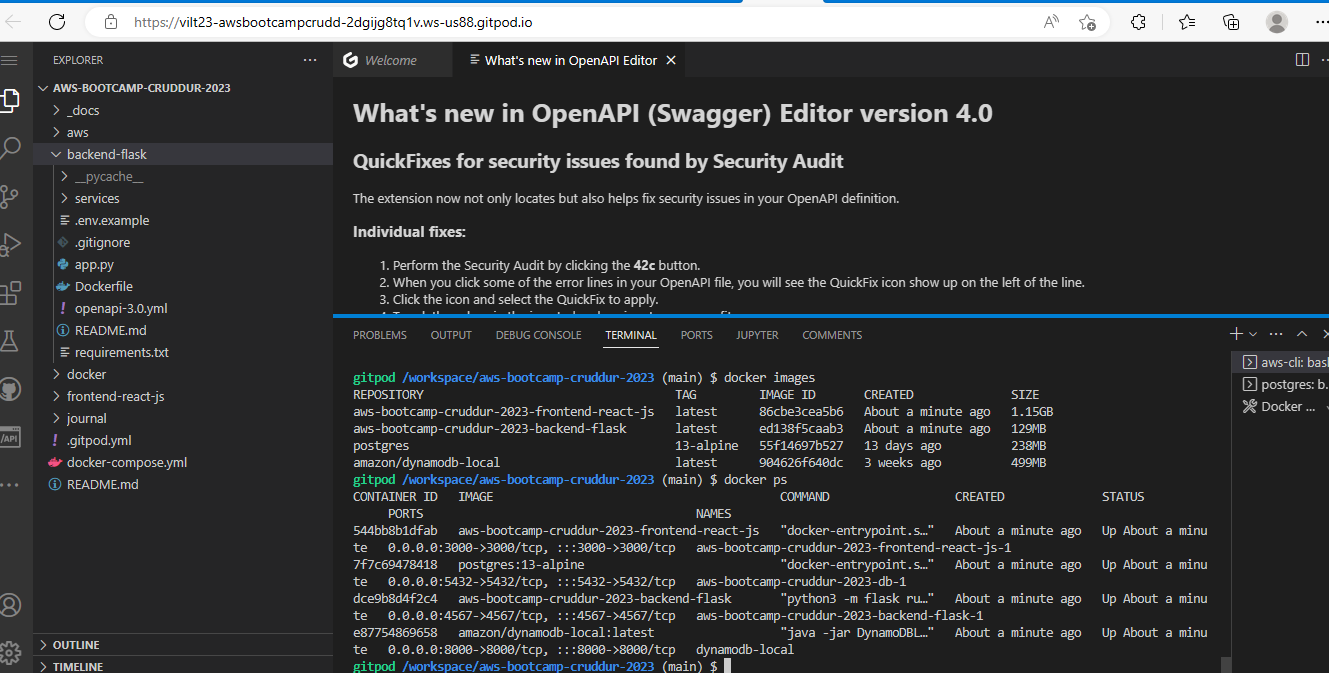 https://vilt23-awsbootcampcrudd-2dgijg8tq1v.ws-us88.gitpod.io
EXPLORER
AWS-BOOTCAMP-CRUDDUR-2023
_docs
aws
backend-flask
__pycache__
services
.env.example
.gitignore
app.py
Dockerfile
openapi-3.0.yml
README.md
requirements.txt
docker
frontend-react-js
journal
.gitpod.yml
docker-compose.yml
README.md
OUTLINE
TIMELINE
Welcome
What's new in OpenAPI Editor
What's new in OpenAPI (Swagger) Editor version 4.0
QuickFixes for security issues found by Security Audit
The extension now not only locates but also helps fix security issues in your OpenAPI definition.
Individual fixes:
1. Perform the Security Audit by clicking the 42c button.
2. When you click some of the error lines in your OpenAPI file, you will see the QuickFix icon show up on the left of the line.
3. Click the icon and select the QuickFix to apply.
PROBLEMS OUTPUT DEBUG CONSOLE TERMINAL PORTS JUPYTER COMMENTS
gitpod /workspace/aws-bootcamp-cruddur-2023 (main) $ docker images
REPOSITORY TAG IMAGE ID CREATED SIZE
aws-bootcamp-cruddur-2023-frontend-react-js latest 86cbe3cea5b6 About a minute ago 1.15GB
aws-bootcamp-cruddur-2023-backend-flask latest ed138f5caab3 About a minute ago 129MB
postgres 13-alpine 55f14697b527 13 days ago 238MB
amazon/dynamodb-local latest 904626f640dc 3 weeks ago 499MB
gitpod /workspace/aws-bootcamp-cruddur-2023 (main) $ docker ps
CONTAINER ID IMAGE COMMAND CREATED STATUS
PORTS NAMES
544bb8b1dfab aws-bootcamp-cruddur-2023-frontend-react-js "docker-entrypoint.s…" About a minute ago Up About a minu
te 0.0.0.0:3000->3000/tcp, :::3000->3000/tcp aws-bootcamp-cruddur-2023-frontend-react-js-1
7f7c69478418 postgres:13-alpine "docker-entrypoint.s…" About a minute ago Up About a minu
te 0.0.0.0:5432->5432/tcp, :::5432->5432/tcp aws-bootcamp-cruddur-2023-db-1
dce9b8d4f2c4 aws-bootcamp-cruddur-2023-backend-flask "python3 -m flask ru…" About a minute ago Up About a minu
te 0.0.0.0:4567->4567/tcp, :::4567->4567/tcp aws-bootcamp-cruddur-2023-backend-flask-1
e87754869658 amazon/dynamodb-local:latest "java -jar DynamoDBL…" About a minute ago Up About a minu
te 0.0.0.0:8000->8000/tcp, :::8000->8000/tcp dynamodb-local
gitpod /workspace/aws-bootcamp-cruddur-2023 (main) $
aws-cli: bas
postgres: b...
Docker ...
API